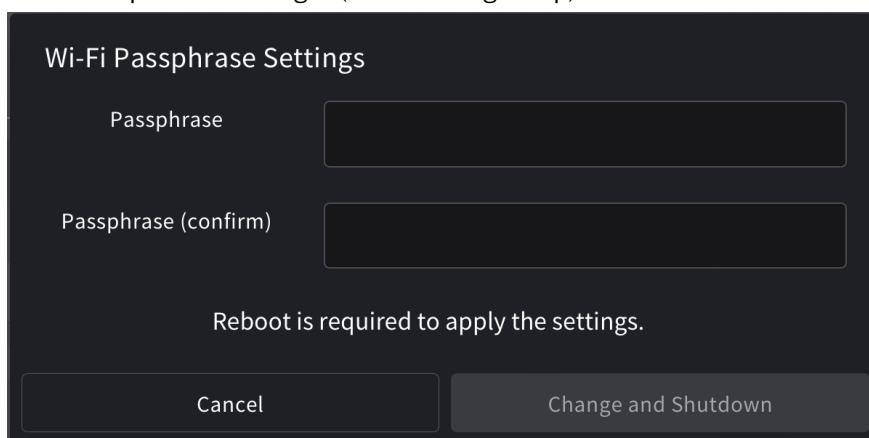 Wi-Fi Passphrase Settings
Passphrase
Passphrase (confirm)
Reboot is required to apply the settings.
Cancel
Change and Shutdown